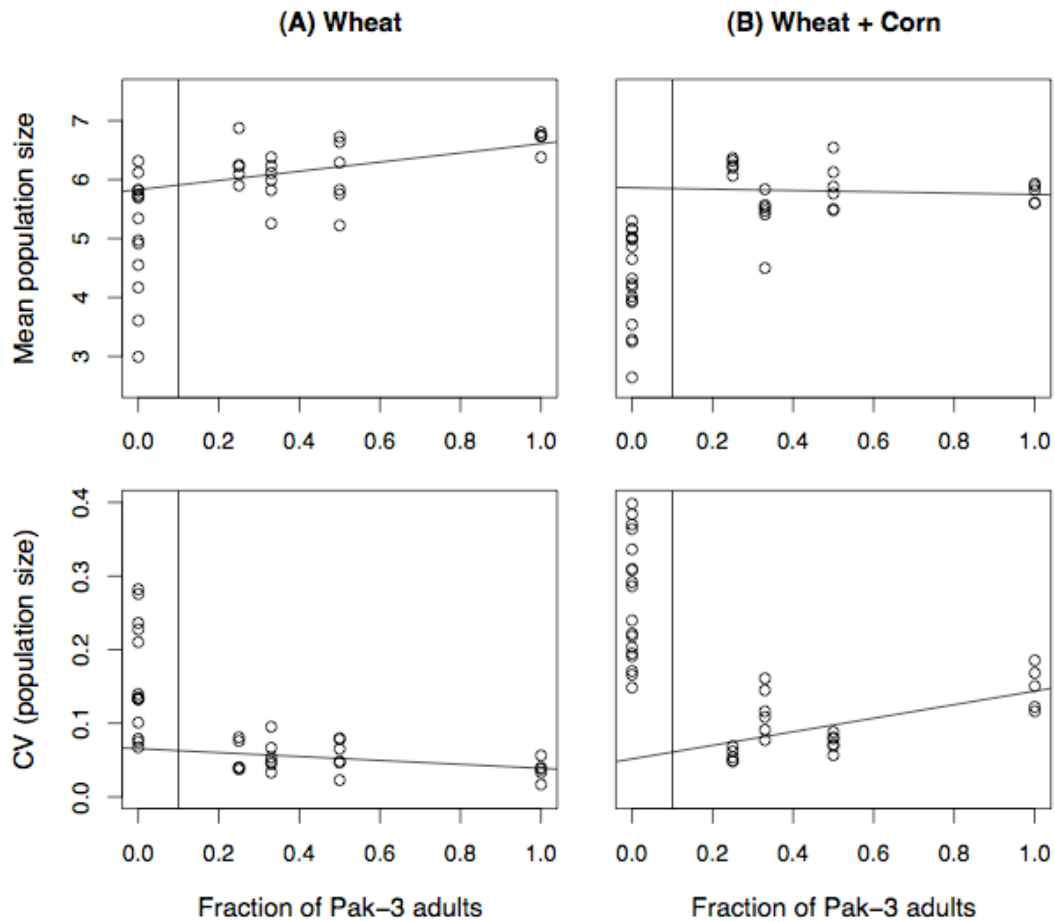 (A) Wheat
(B) Wheat + Corn
Mean population size
7
6
5
4
3
0.0 0.2 0.4 0.6 0.8 1.0
0.0 0.2 0.4 0.6 0.8 1.0
CV (population size)
0.4
0.3
0.2
0.1
0.0
0.0 0.2 0.4 0.6 0.8 1.0
0.0 0.2 0.4 0.6 0.8 1.0
Fraction of Pak−3 adults
Fraction of Pak−3 adults